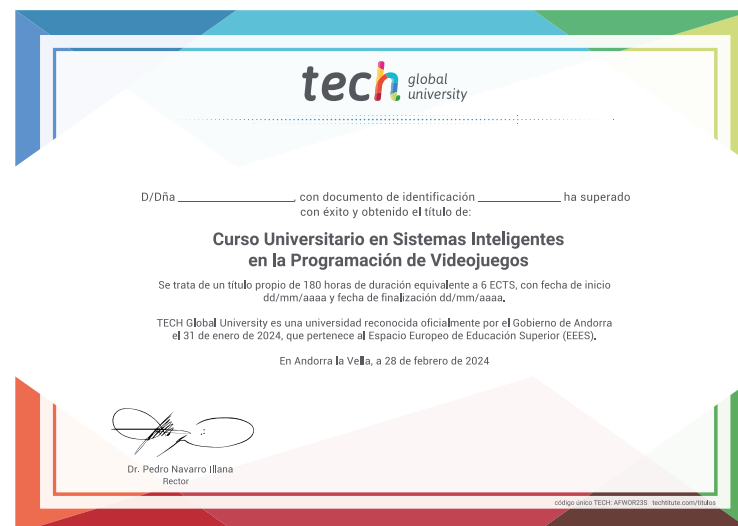 tech global university
D/Dña ____________, con documento de identificación ____________ ha superado
con éxito y obtenido el título de:
Curso Universitario en Sistemas Inteligentes
en la Programación de Videojuegos
Se trata de un título propio de 180 horas de duración equivalente a 6 ECTS, con fecha de inicio
dd/mm/aaaa y fecha de finalización dd/mm/aaaa.
TECH Global University es una universidad reconocida oficialmente por el Gobierno de Andorra
el 31 de enero de 2024, que pertenece al Espacio Europeo de Educación Superior (EEES).
En Andorra la Vella, a 28 de febrero de 2024
Dr. Pedro Navarro Illana
Rector
código único TECH: AFWOR23S techtitute.com/titulos